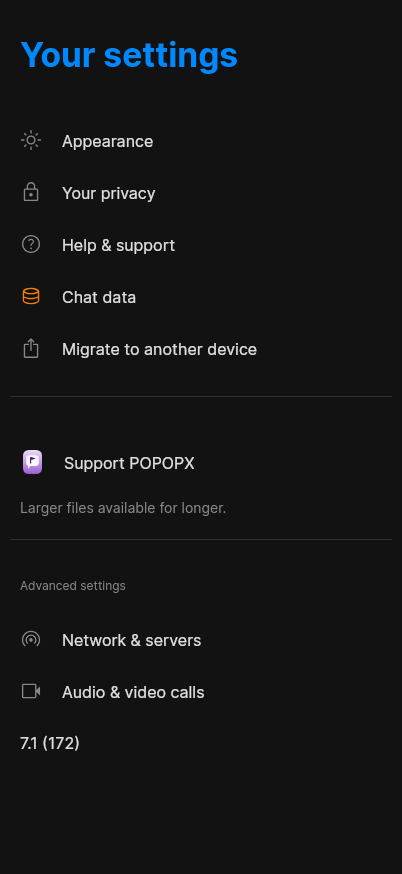 Your settings
Appearance
Your privacy
Help & support
Chat data
Migrate to another device
Support POPOPX
Larger files available for longer.
Advanced settings
Network & servers
Audio & video calls
7.1 (172)